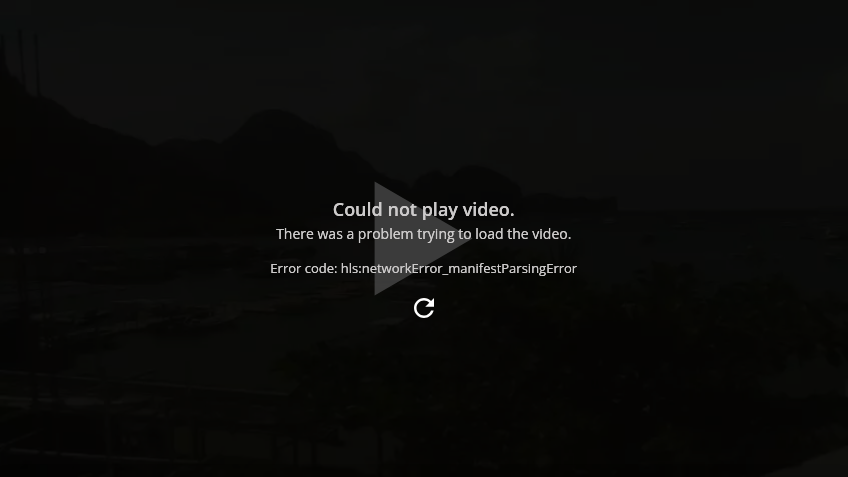 Could not play video.
There was a problem trying to load the video.
Error code: hls:networkError_manifestParsingError